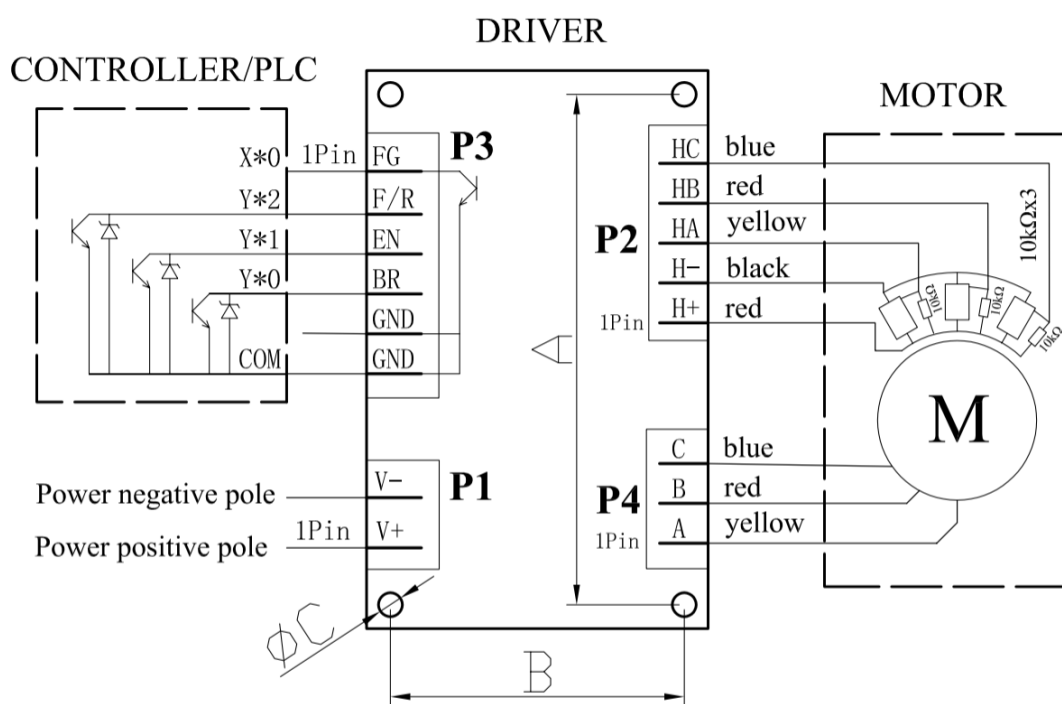 DRIVER
CONTROLLER/PLC
MOTOR
X*0 1Pin FG P3
Y*2 F/R
Y*1 EN
Y*0 BR
GND
COM GND
P2
HC blue
HB red
HA yellow
H- black
1Pin H+ red
10kΩx3
10kΩ
10kΩ
10kΩ
M
A
Power negative pole V- P1
Power positive pole 1Pin V+
P4
C blue
B red
1Pin A yellow
ØC
B